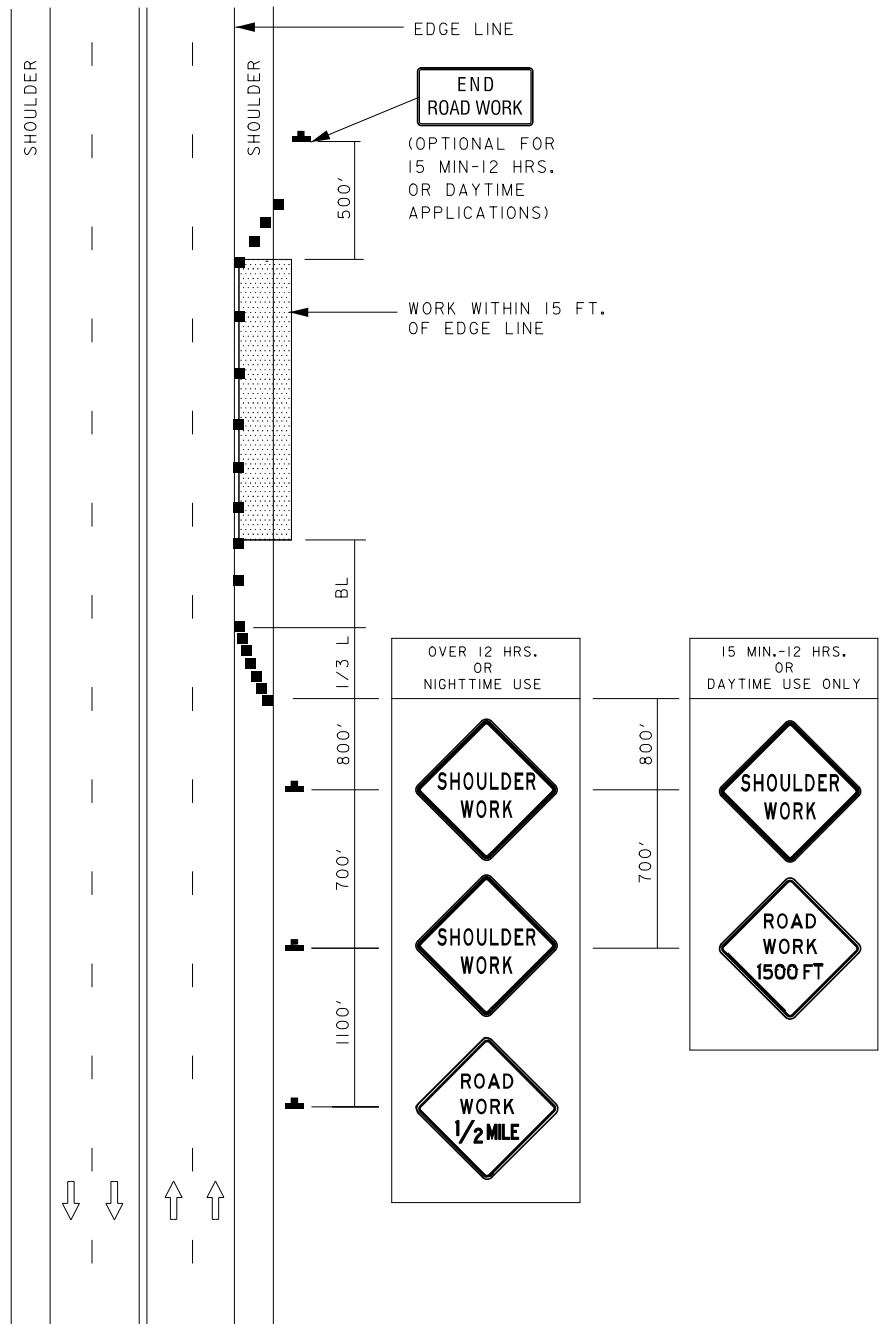 EDGE LINE
SHOULDER
SHOULDER
END
ROAD WORK
(OPTIONAL FOR
15 MIN-12 HRS.
OR DAYTIME
APPLICATIONS)
500'
WORK WITHIN 15 FT.
OF EDGE LINE
BL
1/3 L
800'
700'
1100'
OVER 12 HRS.
OR
NIGHTTIME USE
SHOULDER
WORK
SHOULDER
WORK
ROAD
WORK
1/2 MILE
800'
700'
15 MIN.-12 HRS.
OR
DAYTIME USE ONLY
SHOULDER
WORK
ROAD
WORK
1500 FT